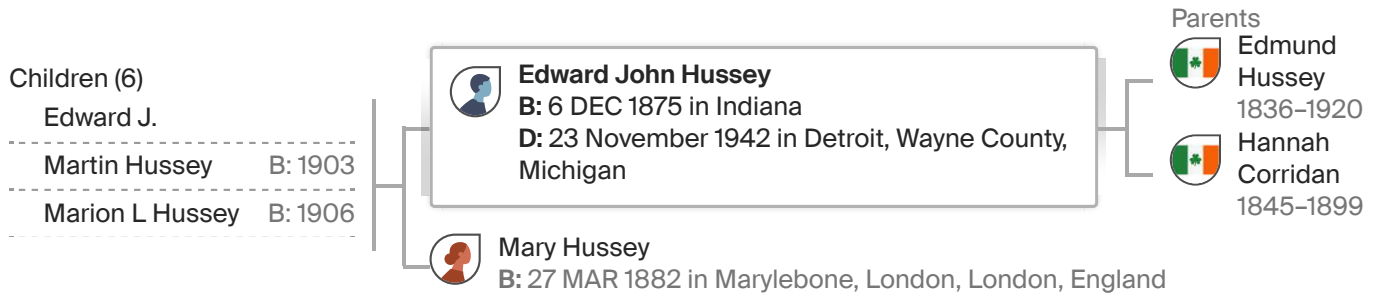 Children (6)
Edward J.
Martin Hussey B: 1903
Marion L Hussey B: 1906
Edward John Hussey
B: 6 DEC 1875 in Indiana
D: 23 November 1942 in Detroit, Wayne County,
Michigan
Mary Hussey
B: 27 MAR 1882 in Marylebone, London, London, England
Parents
Edmund
Hussey
1836–1920
Hannah
Corridan
1845–1899